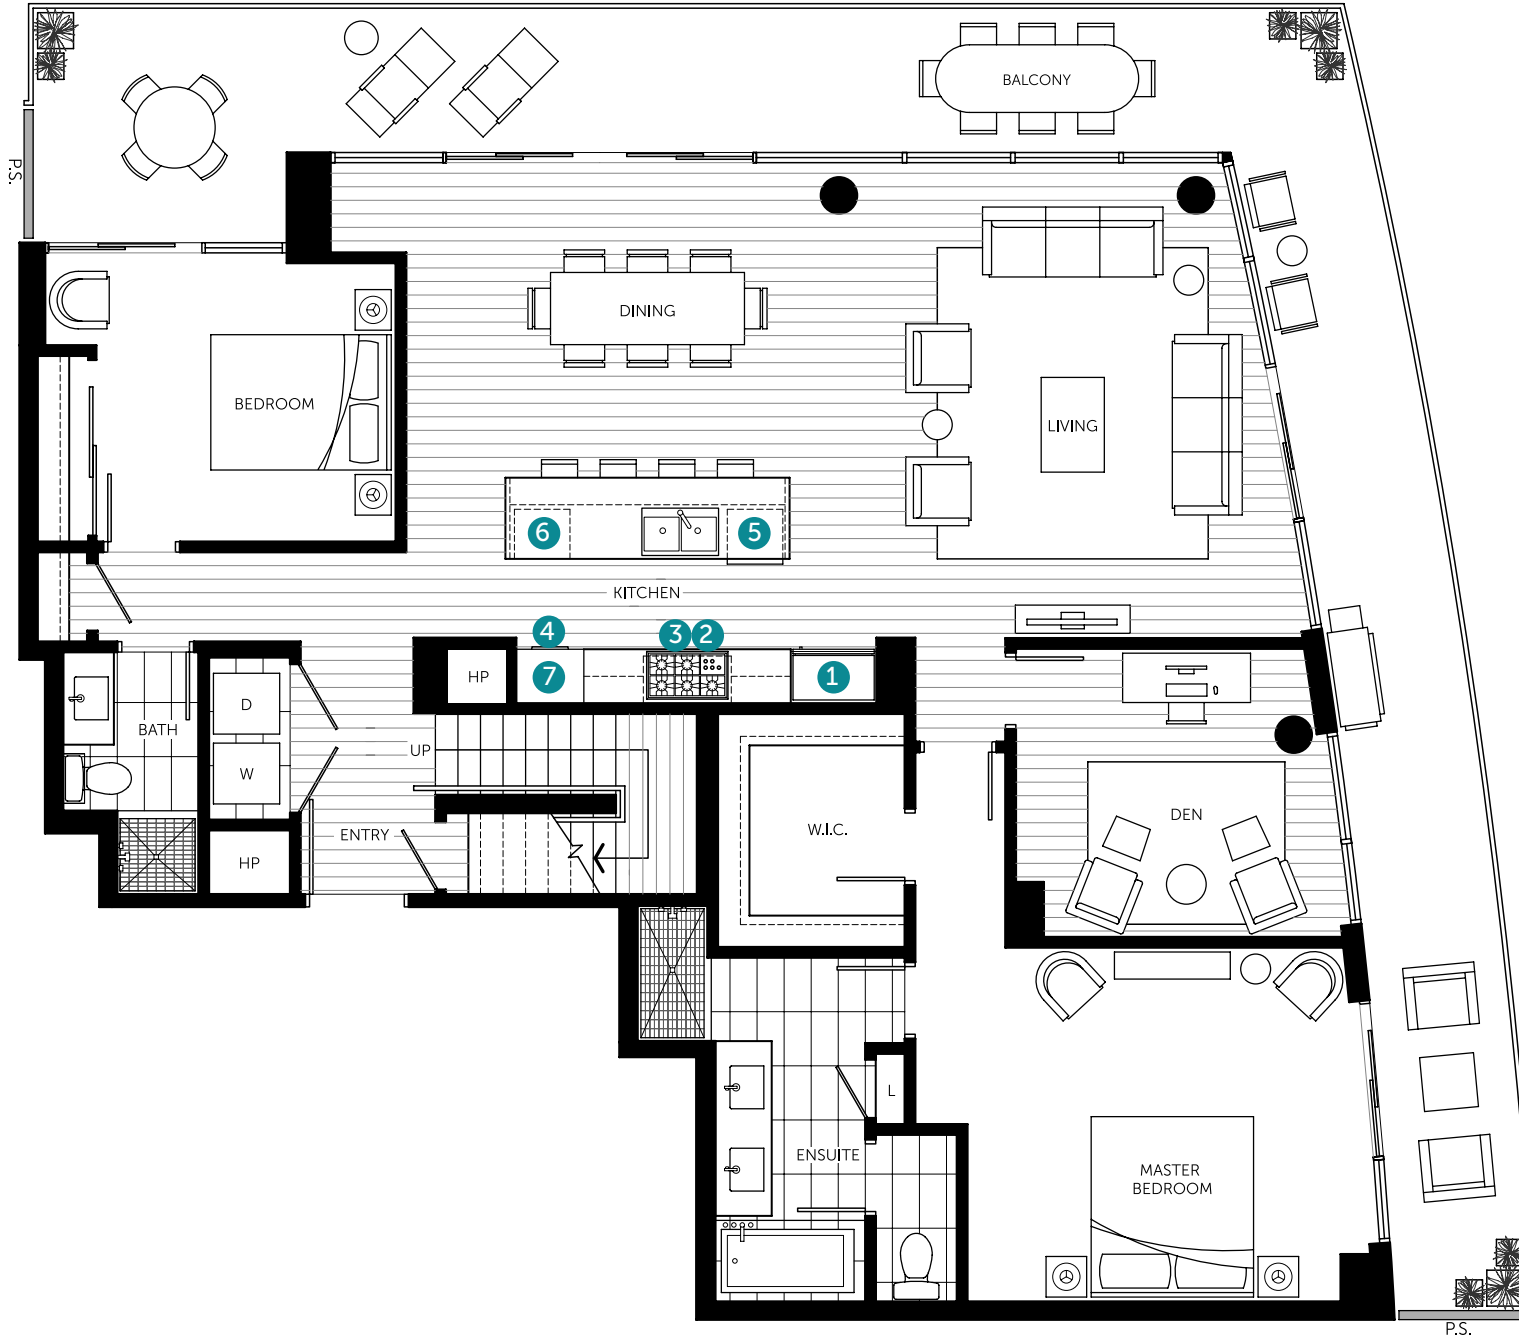 BALCONY
P.S.
DINING
BEDROOM
LIVING
6
5
KITCHEN
4
3
2
HP
7
1
D
BATH
UP
W
W.I.C.
DEN
ENTRY
HP
L
ENSUITE
MASTER
BEDROOM
P.S.